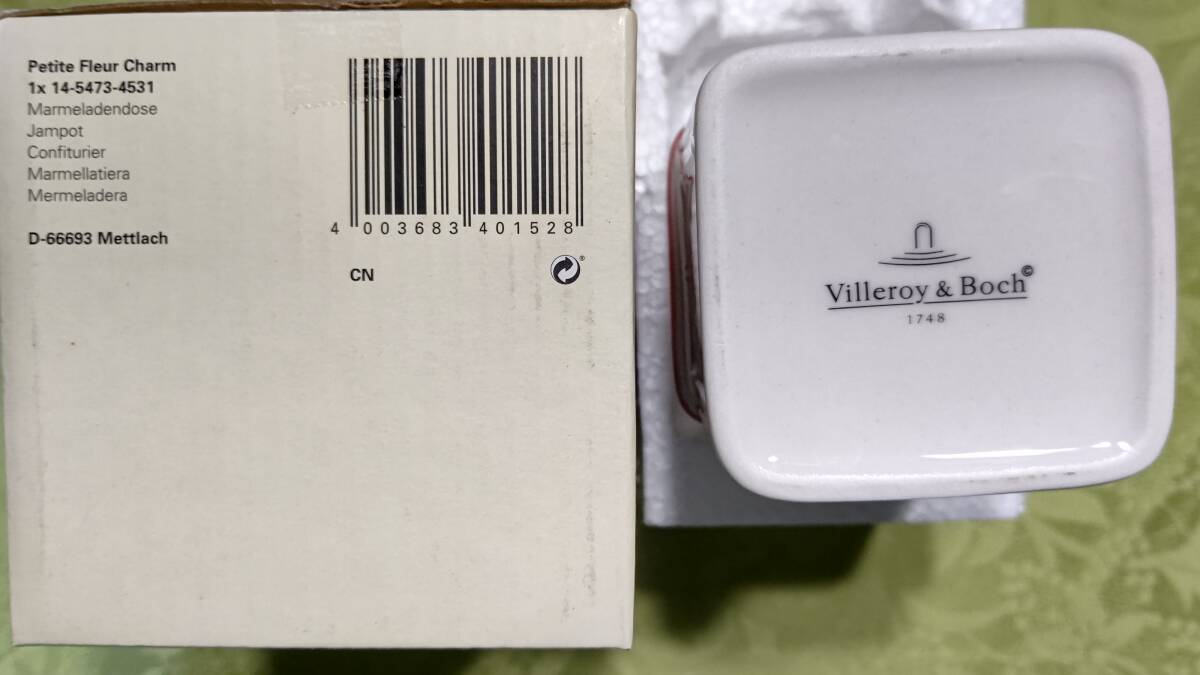 Petite Fleur Charm
1x 14-5473-4531
Marmeladendose
Jampot
Confiturier
Marmellatiera
Mermeladera
D-66693 Mettlach
4 003683 401528
CN
®
Villeroy & Boch©
1748